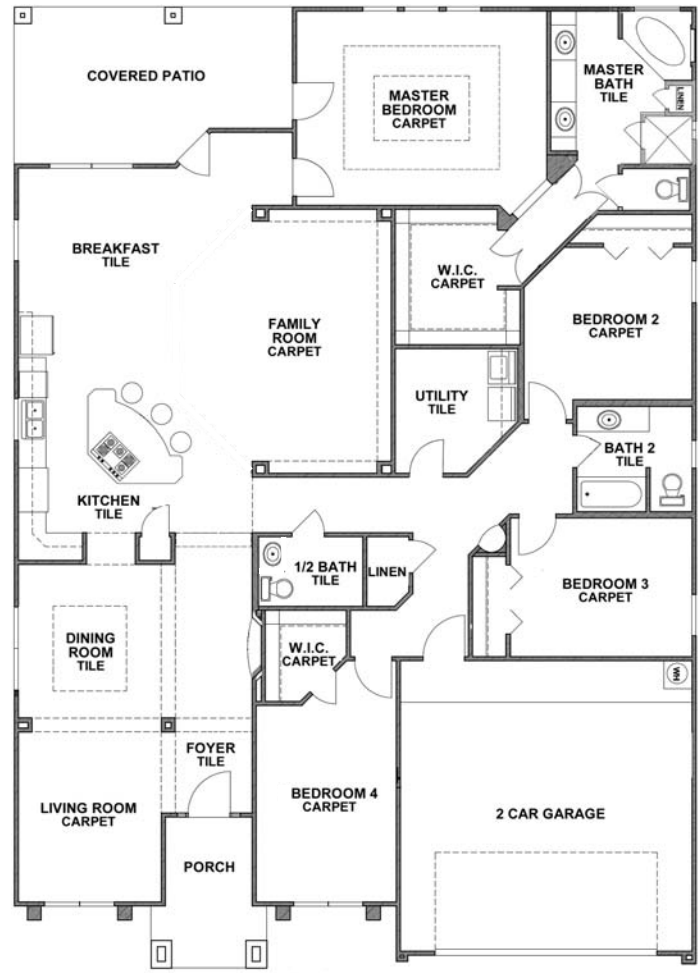 COVERED PATIO
MASTER
BEDROOM
CARPET
MASTER
BATH
TILE
LINEN
BREAKFAST
TILE
W.I.C.
CARPET
FAMILY
ROOM
CARPET
BEDROOM 2
CARPET
UTILITY
TILE
BATH 2
TILE
KITCHEN
TILE
1/2 BATH
TILE
LINEN
BEDROOM 3
CARPET
DINING
ROOM
TILE
W.I.C.
CARPET
WH
FOYER
TILE
LIVING ROOM
CARPET
BEDROOM 4
CARPET
2 CAR GARAGE
PORCH